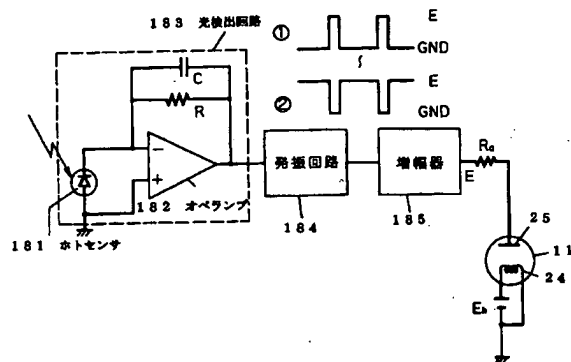 183 光検出回路
C
R
−
+
182 オペランプ
181 ホトセンサ
① E
GND
② E
GND
発振回路
184
増幅器
185
E
Ra
25
11
24
Eb